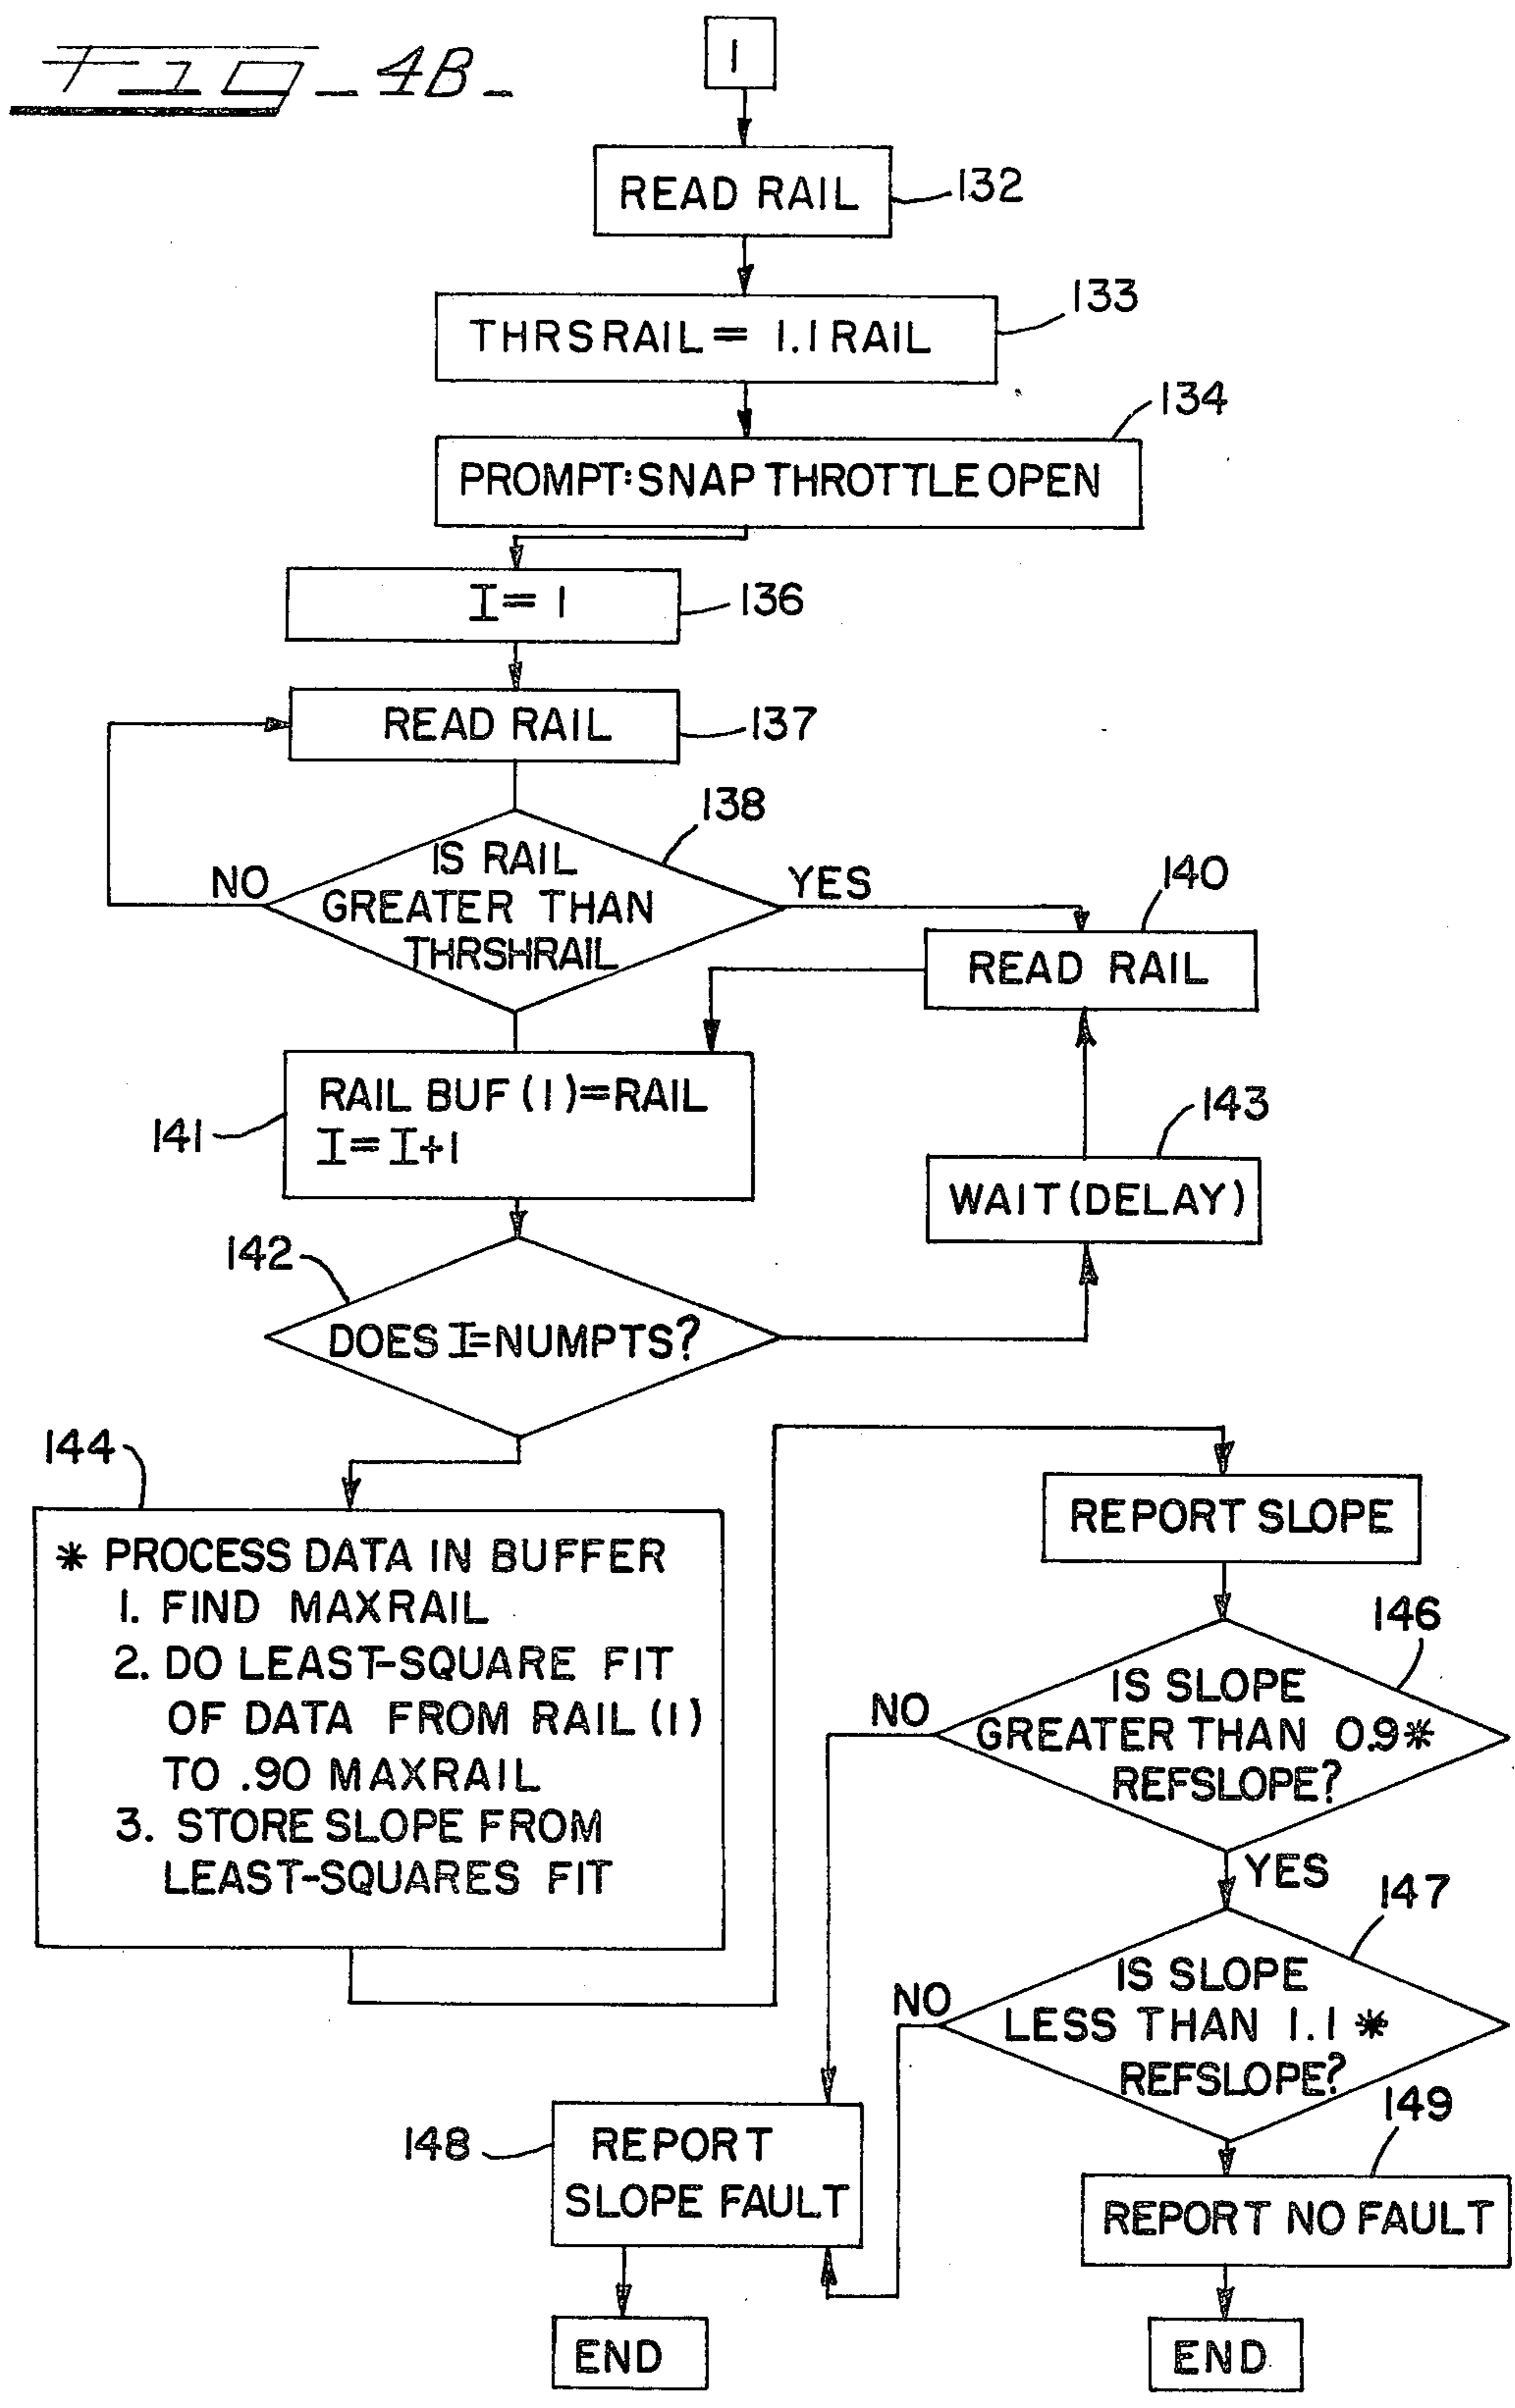 Fig_4B_
1
READ RAIL
132
THRSRAIL = 1.1 RAIL
133
PROMPT: SNAP THROTTLE OPEN
134
I = 1
136
READ RAIL
137
138
IS RAIL
GREATER THAN
THRSHRAIL
NO
YES
140
READ RAIL
RAIL BUF (1)=RAIL
I=I+1
141
143
WAIT (DELAY)
142
DOES I=NUMPTS?
144
* PROCESS DATA IN BUFFER
1. FIND MAXRAIL
2. DO LEAST-SQUARE FIT
OF DATA FROM RAIL (1)
TO .90 MAXRAIL
3. STORE SLOPE FROM
LEAST-SQUARES FIT
REPORT SLOPE
146
IS SLOPE
GREATER THAN 0.9*
REFSLOPE?
NO
YES
147
IS SLOPE
LESS THAN 1.1 *
REFSLOPE?
NO
148
REPORT
SLOPE FAULT
149
REPORT NO FAULT
END
END